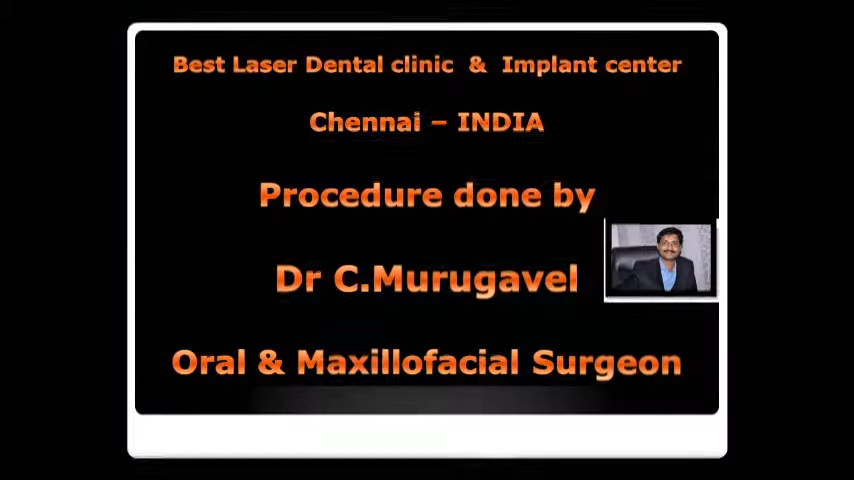 Best Laser Dental clinic & Implant center
Chennai – INDIA
Procedure done by
Dr C.Murugavel
Oral & Maxillofacial Surgeon